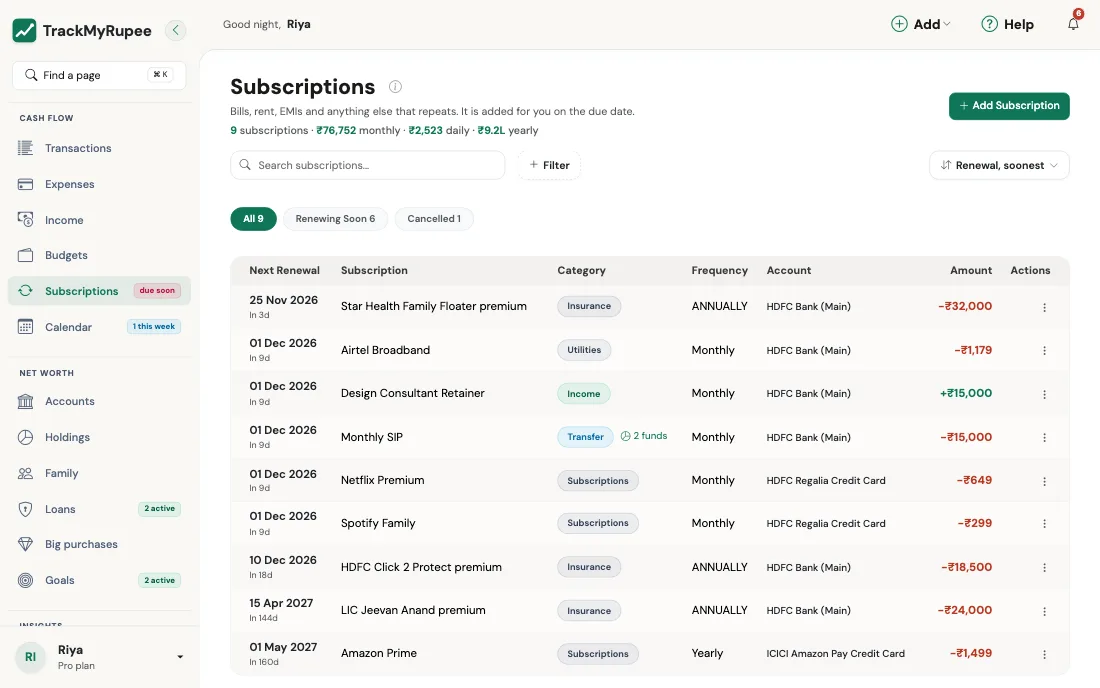 TrackMyRupee
Good night, Riya
Add
Help
6
Find a page
⌘ K
CASH FLOW
Transactions
Expenses
Income
Budgets
Subscriptions due soon
Calendar 1 this week
NET WORTH
Accounts
Holdings
Family
Loans 2 active
Big purchases
Goals 2 active
INSIGHTS
RI
Riya
Pro plan
Subscriptions
Bills, rent, EMIs and anything else that repeats. It is added for you on the due date.
9 subscriptions · ₹76,752 monthly · ₹2,523 daily · ₹9.2L yearly
+ Add Subscription
Search subscriptions...
+ Filter
Renewal, soonest
All 9
Renewing Soon 6
Cancelled 1
Next Renewal Subscription Category Frequency Account Amount Actions
25 Nov 2026 Star Health Family Floater premium Insurance ANNUALLY HDFC Bank (Main) -₹32,000
In 3d
01 Dec 2026 Airtel Broadband Utilities Monthly HDFC Bank (Main) -₹1,179
In 9d
01 Dec 2026 Design Consultant Retainer Income Monthly HDFC Bank (Main) +₹15,000
In 9d
01 Dec 2026 Monthly SIP Transfer 2 funds Monthly HDFC Bank (Main) -₹15,000
In 9d
01 Dec 2026 Netflix Premium Subscriptions Monthly HDFC Regalia Credit Card -₹649
In 9d
01 Dec 2026 Spotify Family Subscriptions Monthly HDFC Regalia Credit Card -₹299
In 9d
10 Dec 2026 HDFC Click 2 Protect premium Insurance ANNUALLY HDFC Bank (Main) -₹18,500
In 18d
15 Apr 2027 LIC Jeevan Anand premium Insurance ANNUALLY HDFC Bank (Main) -₹24,000
In 144d
01 May 2027 Amazon Prime Subscriptions Yearly ICICI Amazon Pay Credit Card -₹1,499
In 160d